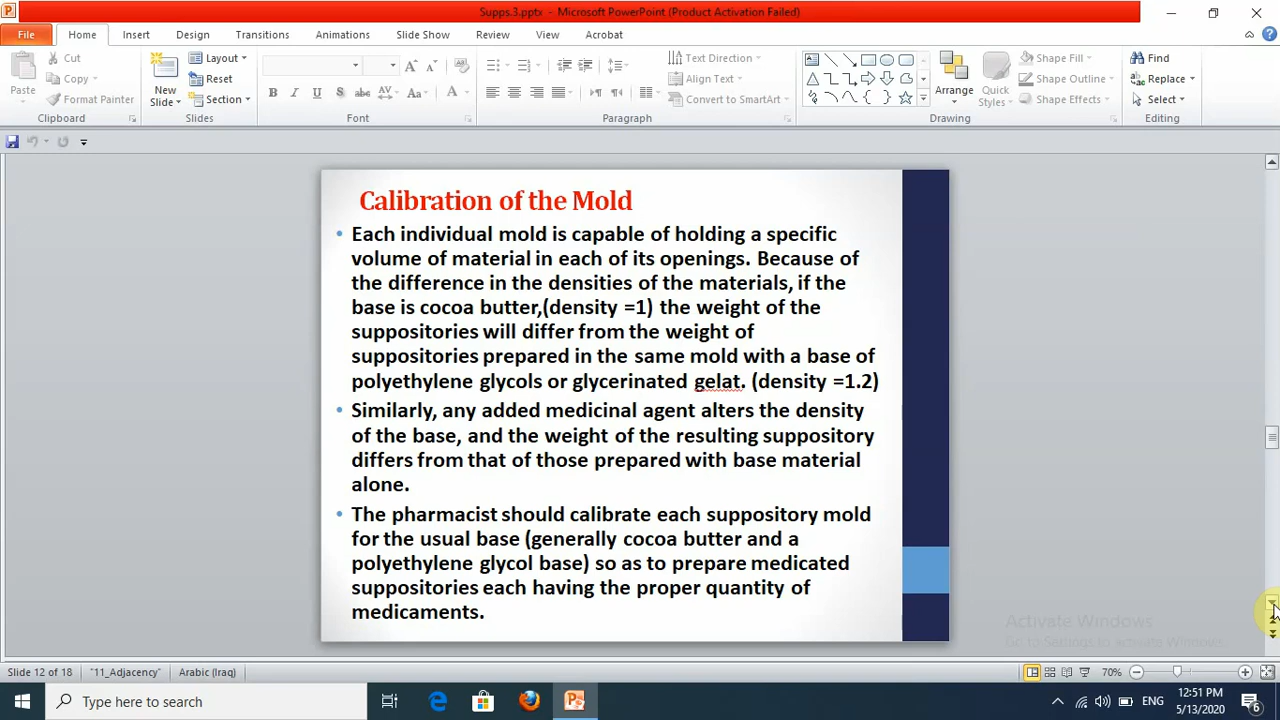 Supps.3.pptx - Microsoft PowerPoint (Product Activation Failed)
File Home Insert Design Transitions Animations Slide Show Review View Acrobat
Paste
Cut
Copy
Format Painter
Clipboard
New Slide
Layout
Reset
Section
Slides
B I U S abc AV Aa A
Font
Paragraph
Text Direction
Align Text
Convert to SmartArt
Arrange
Quick Styles
Shape Fill
Shape Outline
Shape Effects
Drawing
Find
Replace
Select
Editing
Calibration of the Mold
• Each individual mold is capable of holding a specific
volume of material in each of its openings. Because of
the difference in the densities of the materials, if the
base is cocoa butter,(density =1) the weight of the
suppositories will differ from the weight of
suppositories prepared in the same mold with a base of
polyethylene glycols or glycerinated gelat. (density =1.2)
• Similarly, any added medicinal agent alters the density
of the base, and the weight of the resulting suppository
differs from that of those prepared with base material
alone.
• The pharmacist should calibrate each suppository mold
for the usual base (generally cocoa butter and a
polyethylene glycol base) so as to prepare medicated
suppositories each having the proper quantity of
medicaments.
Activate Windows
Go to Settings to activate Windows.
Slide 12 of 18 "11_Adjacency" Arabic (Iraq) 70%
Type here to search
ENG
12:51 PM
5/13/2020
6